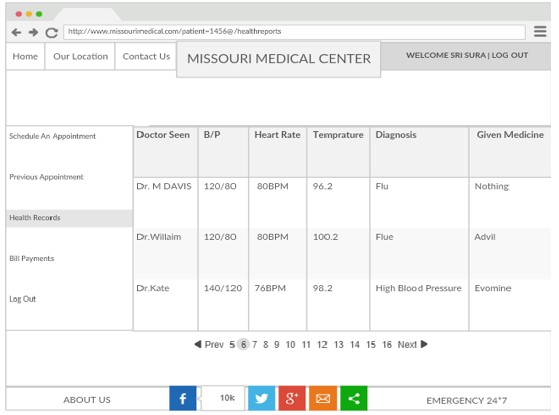 http://www.missourimedical.com/patient=1456@/healthreports
Home Our Location Contact Us MISSOURI MEDICAL CENTER WELCOME SRI SURA | LOG OUT
Schedule An Appointment
Previous Appointment
Health Records
Bill Payments
Log Out
Doctor Seen B/P Heart Rate Temprature Diagnosis Given Medicine
Dr. M DAVIS 120/80 80BPM 96.2 Flu Nothing
Dr.Willaim 120/80 80BPM 100.2 Flue Advil
Dr.Kate 140/120 76BPM 98.2 High Blood Pressure Evomine
Prev 5 6 7 8 9 10 11 12 13 14 15 16 Next
ABOUT US f 10k g+ EMERGENCY 24*7